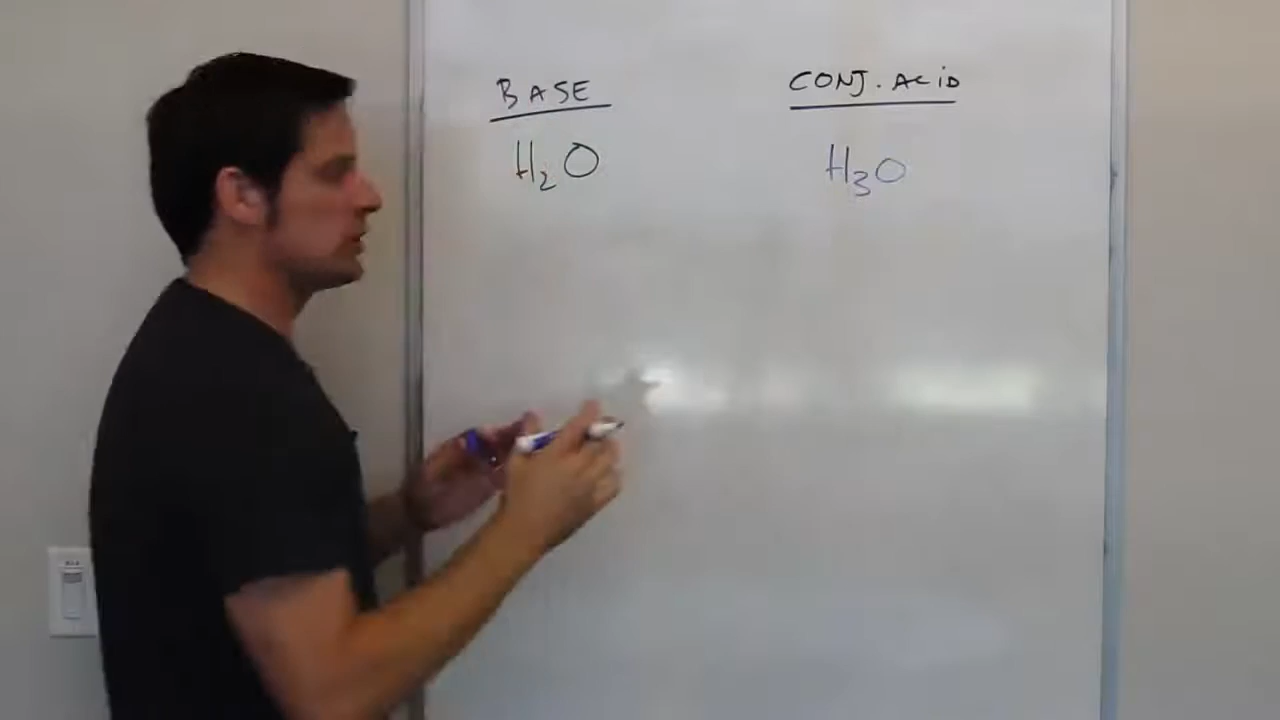 BASE CONJ. ACiD
H₂O H₃O